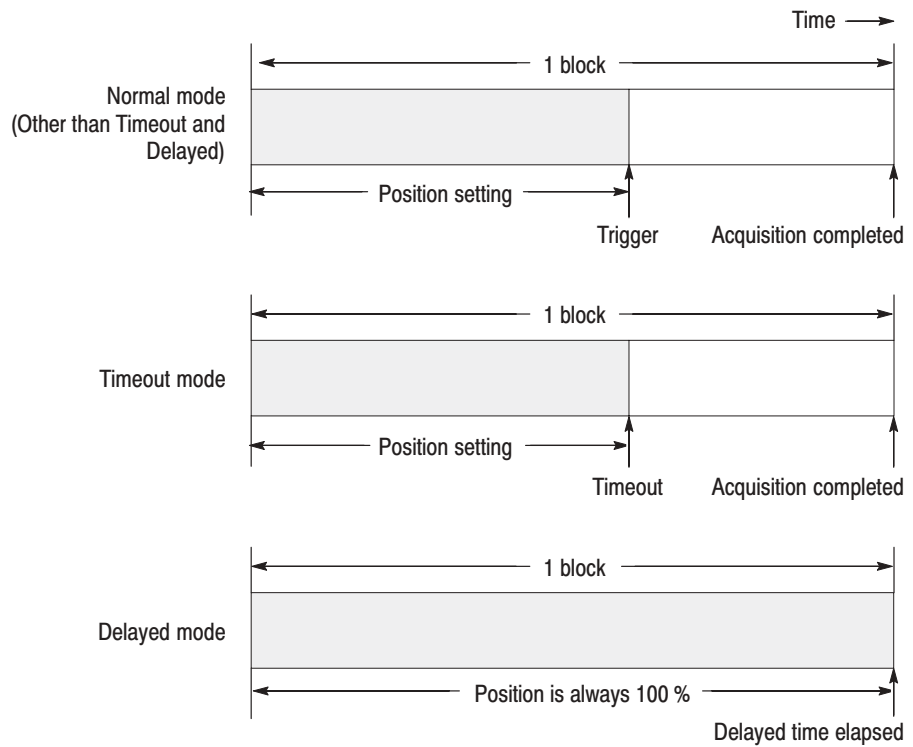 Time
1 block
Normal mode
(Other than Timeout and
Delayed)
Position setting
Trigger
Acquisition completed
1 block
Timeout mode
Position setting
Timeout
Acquisition completed
1 block
Delayed mode
Position is always 100 %
Delayed time elapsed